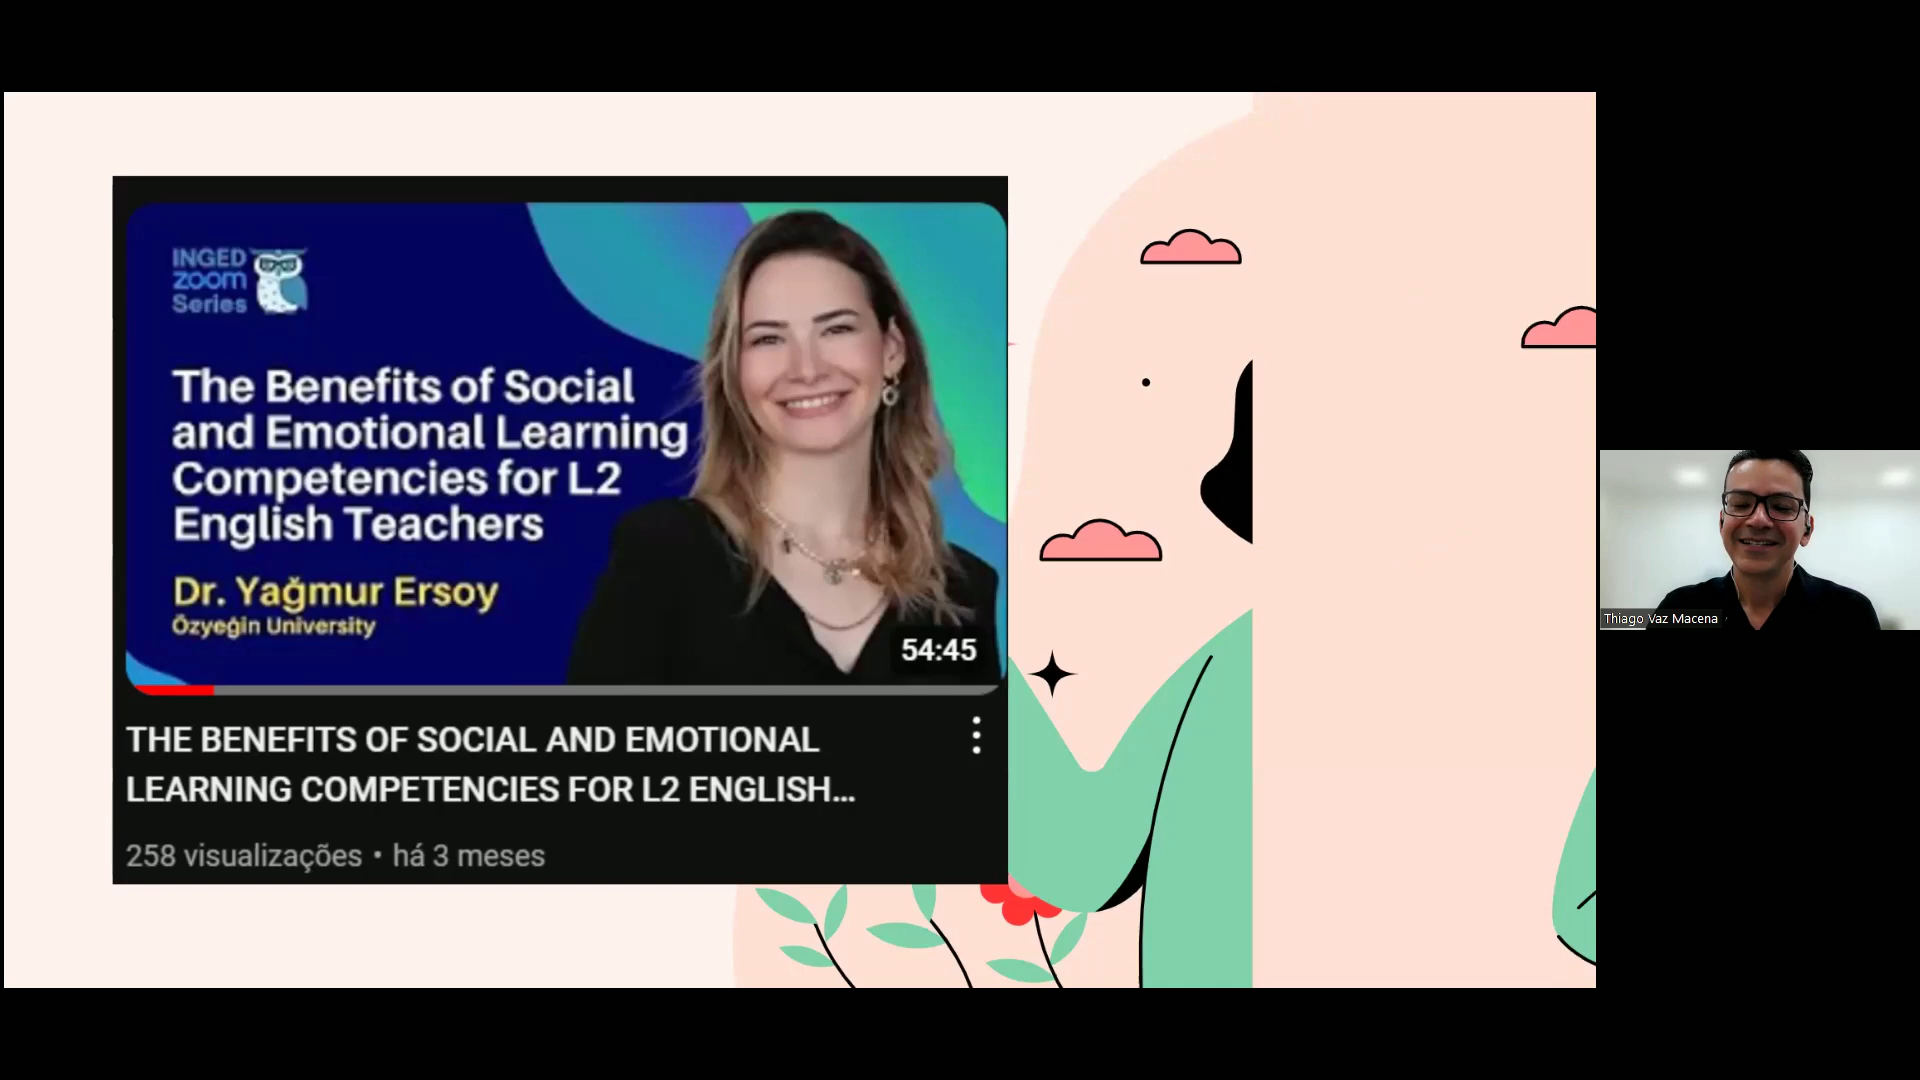 INGED
zoom
Series
The Benefits of Social
and Emotional Learning
Competencies for L2
English Teachers
Dr. Yağmur Ersoy
Özyeğin University
54:45
THE BENEFITS OF SOCIAL AND EMOTIONAL
LEARNING COMPETENCIES FOR L2 ENGLISH...
258 visualizações • há 3 meses
Thiago Vaz Macena